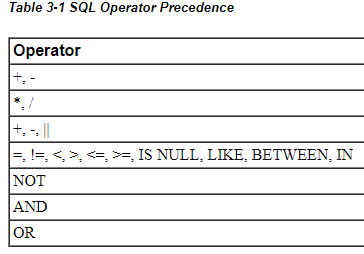 Table 3-1 SQL Operator Precedence
Operator
+, -
*, /
+, -, ||
=, !=, <, >, <=, >=, IS NULL, LIKE, BETWEEN, IN
NOT
AND
OR